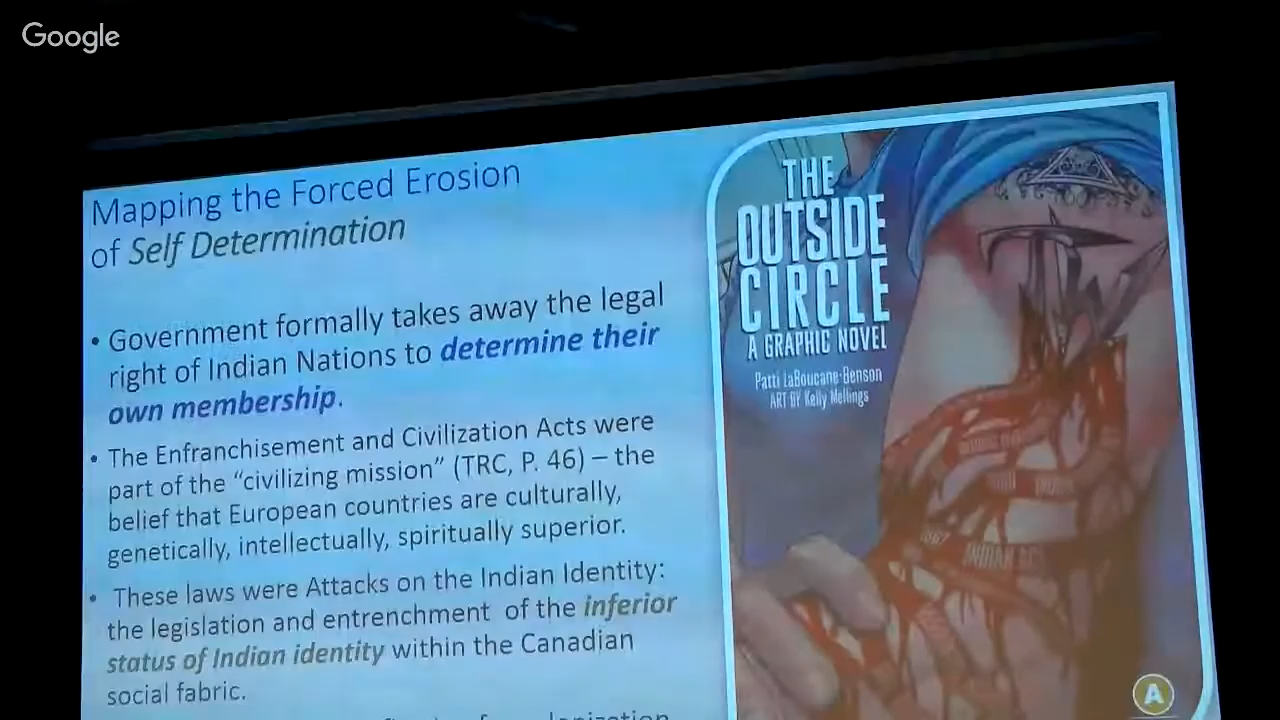 Google
Mapping the Forced Erosion
of Self Determination
• Government formally takes away the legal
right of Indian Nations to determine their
own membership.
• The Enfranchisement and Civilization Acts were
part of the “civilizing mission” (TRC, P. 46) – the
belief that European countries are culturally,
genetically, intellectually, spiritually superior.
• These laws were Attacks on the Indian Identity:
the legislation and entrenchment of the inferior
status of Indian identity within the Canadian
social fabric.
THE
OUTSIDE
CIRCLE
A GRAPHIC NOVEL
Patti LaBoucane-Benson
ART BY Kelly Mellings
1867
INDIAN AC
A